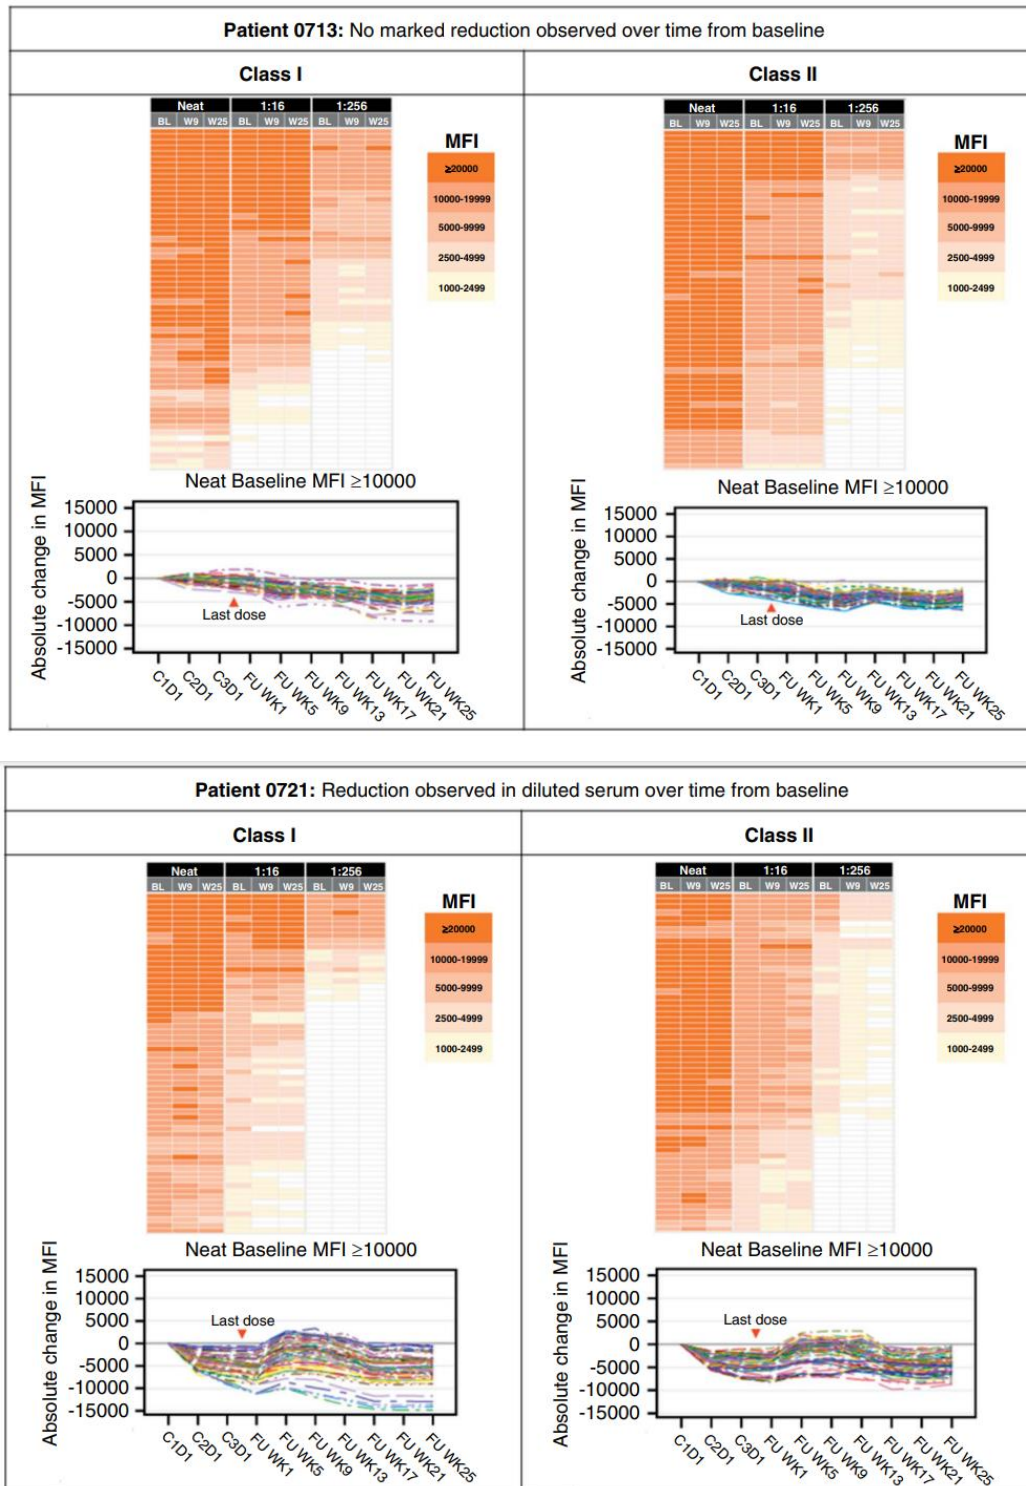 Patient 0713: No marked reduction observed over time from baseline
Class I
Neat 1:16 1:256
BL W9 W25 BL W9 W25 BL W9 W25
MFI
≥20000
10000-19999
5000-9999
2500-4999
1000-2499
Neat Baseline MFI ≥10000
Absolute change in MFI
15000
10000
5000
0
-5000
-10000
-15000
Last dose
C1D1 C2D1 C3D1 FU WK1 FU WK5 FU WK9 FU WK13 FU WK17 FU WK21 FU WK25
Class II
Neat 1:16 1:256
BL W9 W25 BL W9 W25 BL W9 W25
MFI
≥20000
10000-19999
5000-9999
2500-4999
1000-2499
Neat Baseline MFI ≥10000
Absolute change in MFI
15000
10000
5000
0
-5000
-10000
-15000
Last dose
C1D1 C2D1 C3D1 FU WK1 FU WK5 FU WK9 FU WK13 FU WK17 FU WK21 FU WK25
Patient 0721: Reduction observed in diluted serum over time from baseline
Class I
Neat 1:16 1:256
BL W9 W25 BL W9 W25 BL W9 W25
MFI
≥20000
10000-19999
5000-9999
2500-4999
1000-2499
Neat Baseline MFI ≥10000
Absolute change in MFI
15000
10000
5000
0
-5000
-10000
-15000
Last dose
C1D1 C2D1 C3D1 FU WK1 FU WK5 FU WK9 FU WK13 FU WK17 FU WK21 FU WK25
Class II
Neat 1:16 1:256
BL W9 W25 BL W9 W25 BL W9 W25
MFI
≥20000
10000-19999
5000-9999
2500-4999
1000-2499
Neat Baseline MFI ≥10000
Absolute change in MFI
15000
10000
5000
0
-5000
-10000
-15000
Last dose
C1D1 C2D1 C3D1 FU WK1 FU WK5 FU WK9 FU WK13 FU WK17 FU WK21 FU WK25